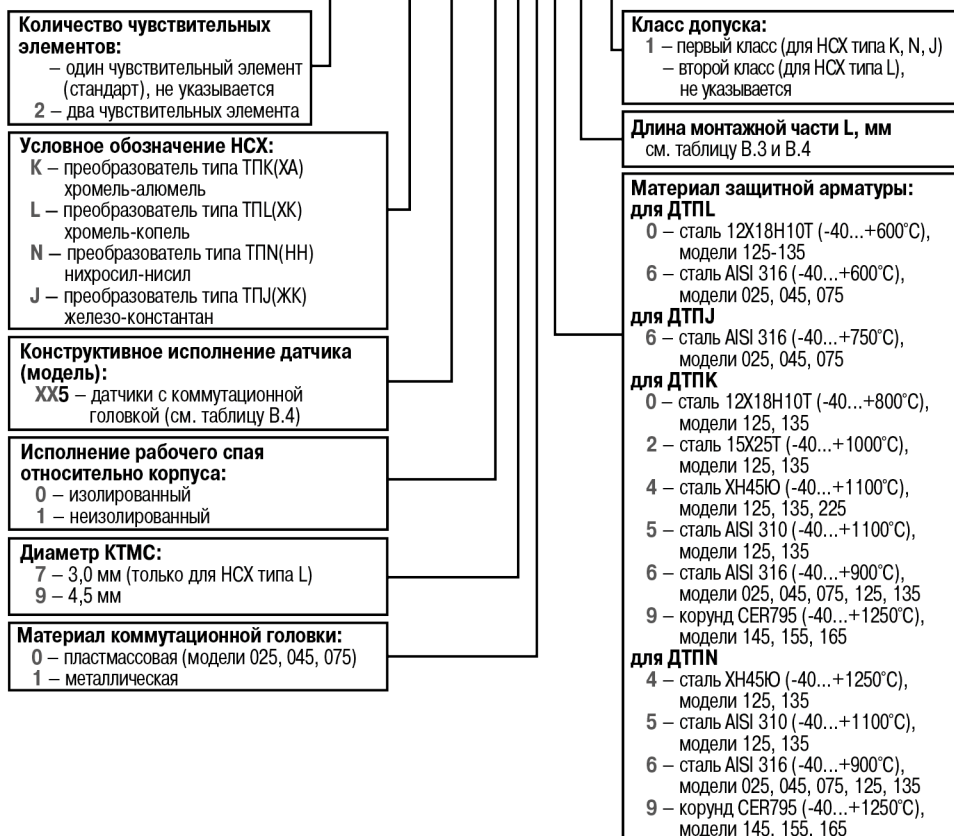 Количество чувствительных
элементов:
– один чувствительный элемент
(стандарт), не указывается
2 – два чувствительных элемента
Условное обозначение НСХ:
K – преобразователь типа ТПК(ХА)
хромель-алюмель
L – преобразователь типа ТПL(ХК)
хромель-копель
N – преобразователь типа ТПN(НН)
нихросил-нисил
J – преобразователь типа ТПJ(ЖК)
железо-константан
Конструктивное исполнение датчика
(модель):
XX5 – датчики с коммутационной
головкой (см. таблицу В.4)
Исполнение рабочего спая
относительно корпуса:
0 – изолированный
1 – неизолированный
Диаметр КТМС:
7 – 3,0 мм (только для НСХ типа L)
9 – 4,5 мм
Материал коммутационной головки:
0 – пластмассовая (модели 025, 045, 075)
1 – металлическая
Класс допуска:
1 – первый класс (для НСХ типа K, N, J)
– второй класс (для НСХ типа L),
не указывается
Длина монтажной части L, мм
см. таблицу В.3 и В.4
Материал защитной арматуры:
для ДТПL
0 – сталь 12Х18Н10Т (-40...+600°С),
модели 125-135
6 – сталь AISI 316 (-40...+600°С),
модели 025, 045, 075
для ДТПJ
6 – сталь AISI 316 (-40...+750°С),
модели 025, 045, 075
для ДТПK
0 – сталь 12Х18Н10Т (-40...+800°С),
модели 125, 135
2 – сталь 15Х25Т (-40...+1000°С),
модели 125, 135
4 – сталь ХН45Ю (-40...+1100°С),
модели 125, 135, 225
5 – сталь AISI 310 (-40...+1100°С),
модели 125, 135
6 – сталь AISI 316 (-40...+900°С),
модели 025, 045, 075, 125, 135
9 – корунд CER795 (-40...+1250°С),
модели 145, 155, 165
для ДТПN
4 – сталь ХН45Ю (-40...+1250°С),
модели 125, 135
5 – сталь AISI 310 (-40...+1100°С),
модели 125, 135
6 – сталь AISI 316 (-40...+900°С),
модели 025, 045, 075, 125, 135
9 – корунд CER795 (-40...+1250°С),
модели 145, 155, 165